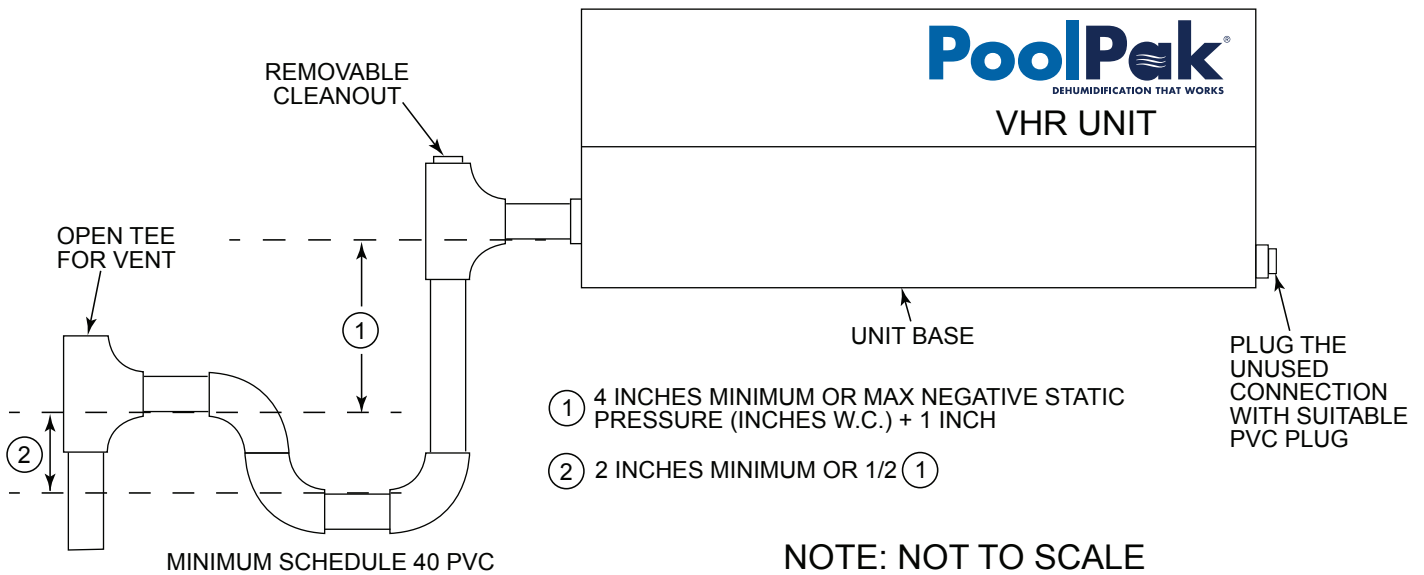 PoolPak®
DEHUMIDIFICATION THAT WORKS
VHR UNIT
REMOVABLE
CLEANOUT
OPEN TEE
FOR VENT
1
2
UNIT BASE
PLUG THE
UNUSED
CONNECTION
WITH SUITABLE
PVC PLUG
1 4 INCHES MINIMUM OR MAX NEGATIVE STATIC
PRESSURE (INCHES W.C.) + 1 INCH
2 2 INCHES MINIMUM OR 1/2 1
MINIMUM SCHEDULE 40 PVC
NOTE: NOT TO SCALE